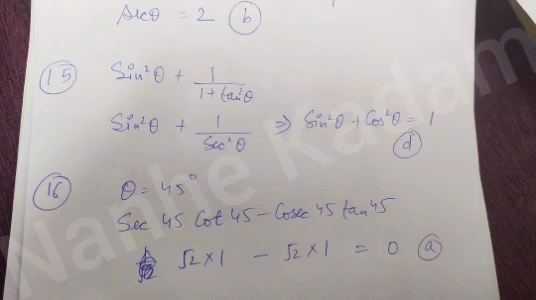 Secθ = 2 (b)
(15) Sin²θ + 1/(1 + tan²θ)
Sin²θ + 1/Sec²θ ⇒ Sin²θ + Cos²θ = 1
(d)
(16) θ = 45°
Sec 45 Cot 45 - Cosec 45 tan 45
√2 × 1 - √2 × 1 = 0 (a)
Nanhe Kadam